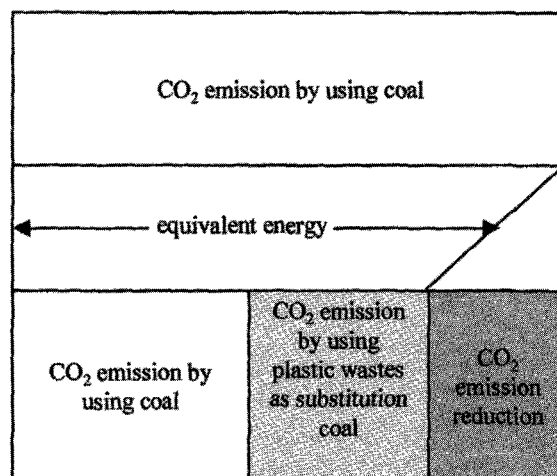 CO₂ emission by using coal
equivalent energy
CO₂ emission by
using coal
CO₂ emission
by using
plastic wastes
as substitution
coal
CO₂
emission
reduction